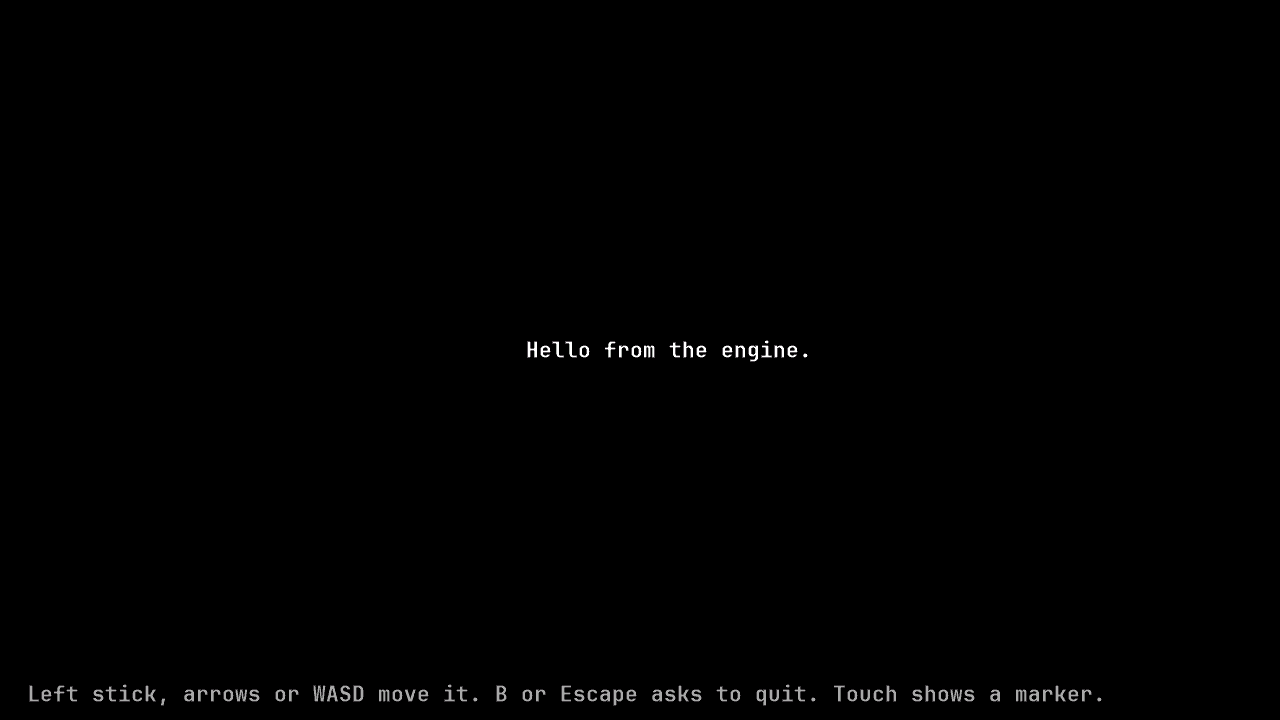 Hello from the engine.
Left stick, arrows or WASD move it. B or Escape asks to quit. Touch shows a marker.